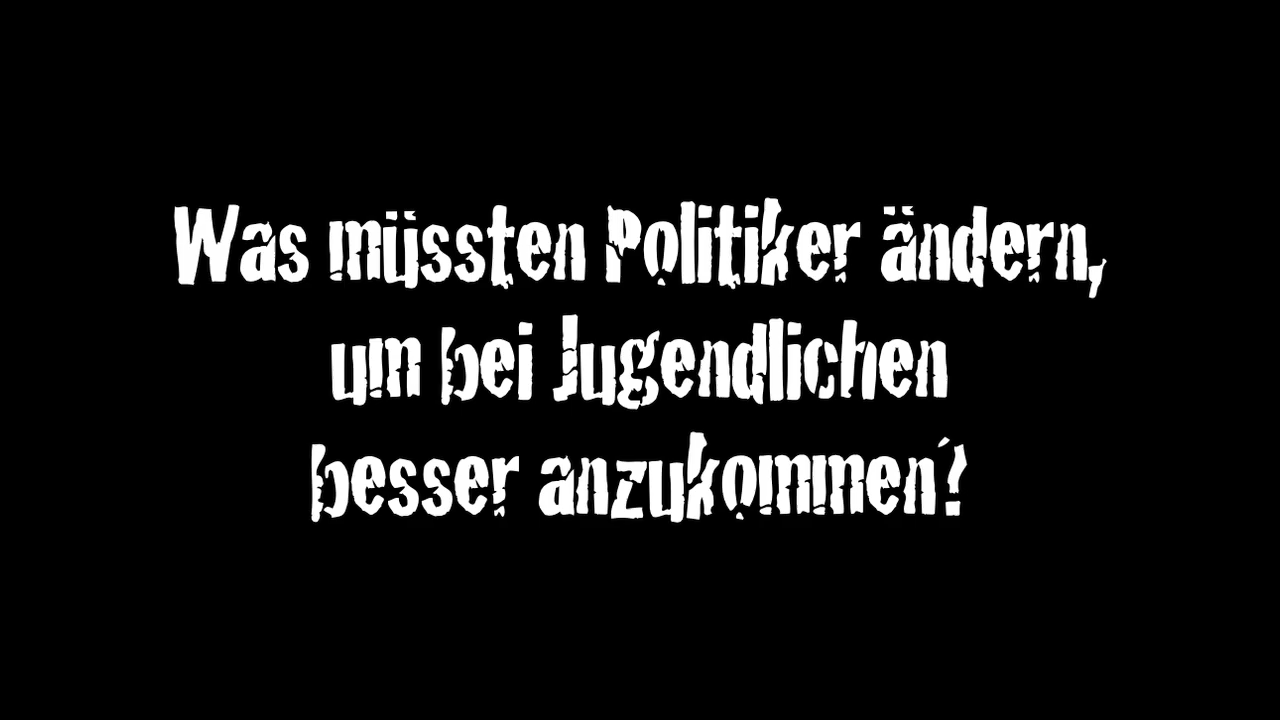 Was müssten Politiker ändern,
um bei Jugendlichen
besser anzukommen?